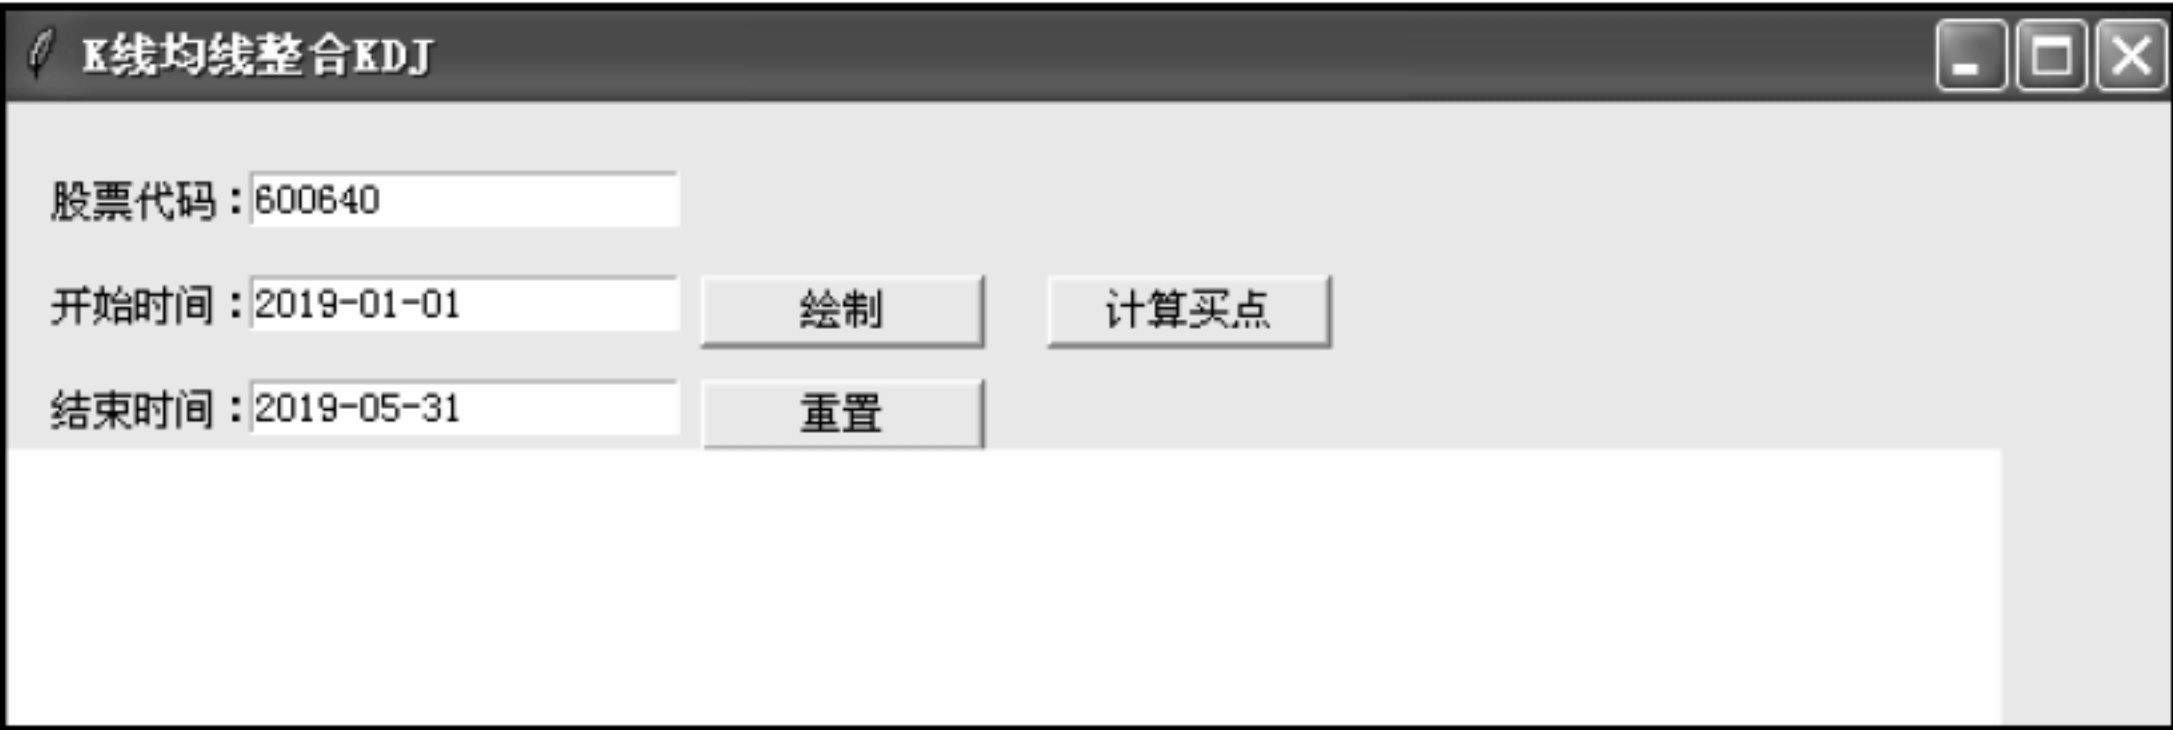 K线均线整合KDJ
股票代码：600640
开始时间：2019-01-01 绘制 计算买点
结束时间：2019-05-31 重置